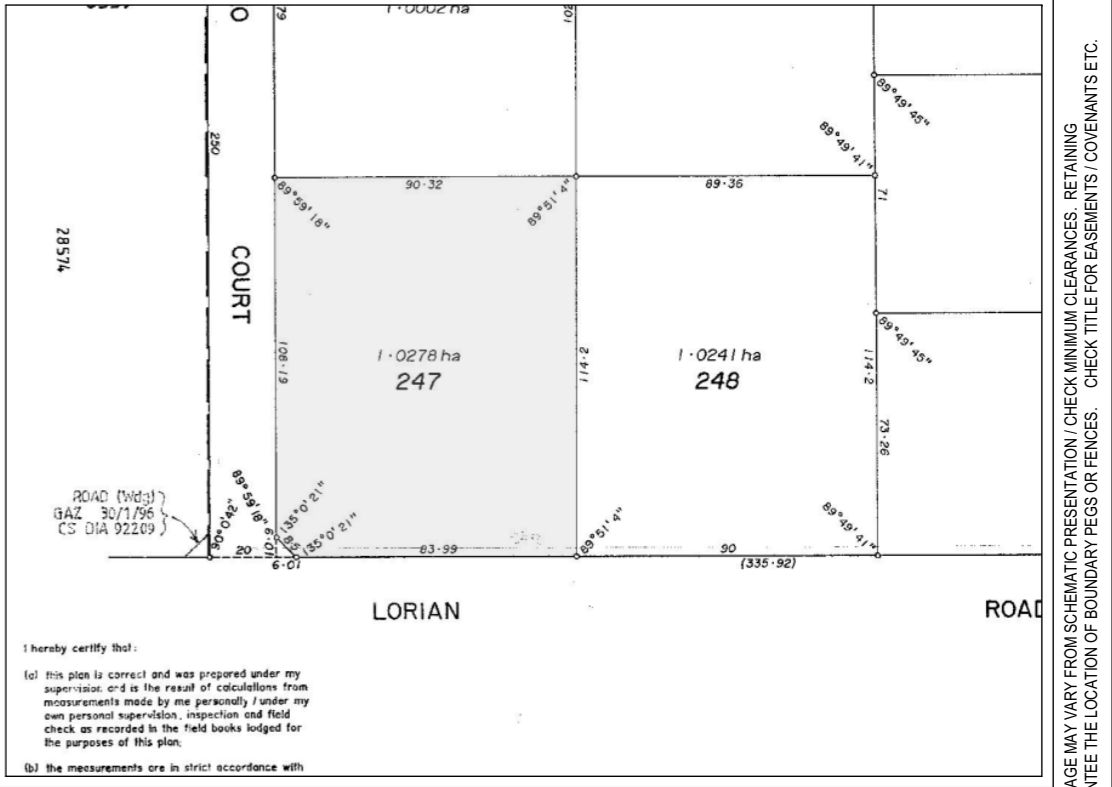 O
79
1·0002 ha
102
250
89°49'45"
89°49'41"
90·32
89·36
89°59'18"
89°51'4"
71
28574
COURT
89°49'45"
108·19
1·0278 ha
247
114·2
1·0241 ha
248
114·2
73·26
ROAD (Wdg)
GAZ 30/1/96
CS DIA 92209
90°0'42"
89°59'18"
6·01
135°0'21"
135°0'21"
20
6·01
83·99
89°51'4"
90
(335·92)
89°49'41"
LORIAN
ROAD
I hereby certify that:
(a) this plan is correct and was prepared under my
supervision and is the result of calculations from
measurements made by me personally / under my
own personal supervision, inspection and field
check as recorded in the field books lodged for
the purposes of this plan;
(b) the measurements are in strict accordance with
AGE MAY VARY FROM SCHEMATIC PRESENTATION / CHECK MINIMUM CLEARANCES. RETAINING
NTEE THE LOCATION OF BOUNDARY PEGS OR FENCES. CHECK TITLE FOR EASEMENTS / COVENANTS ETC.